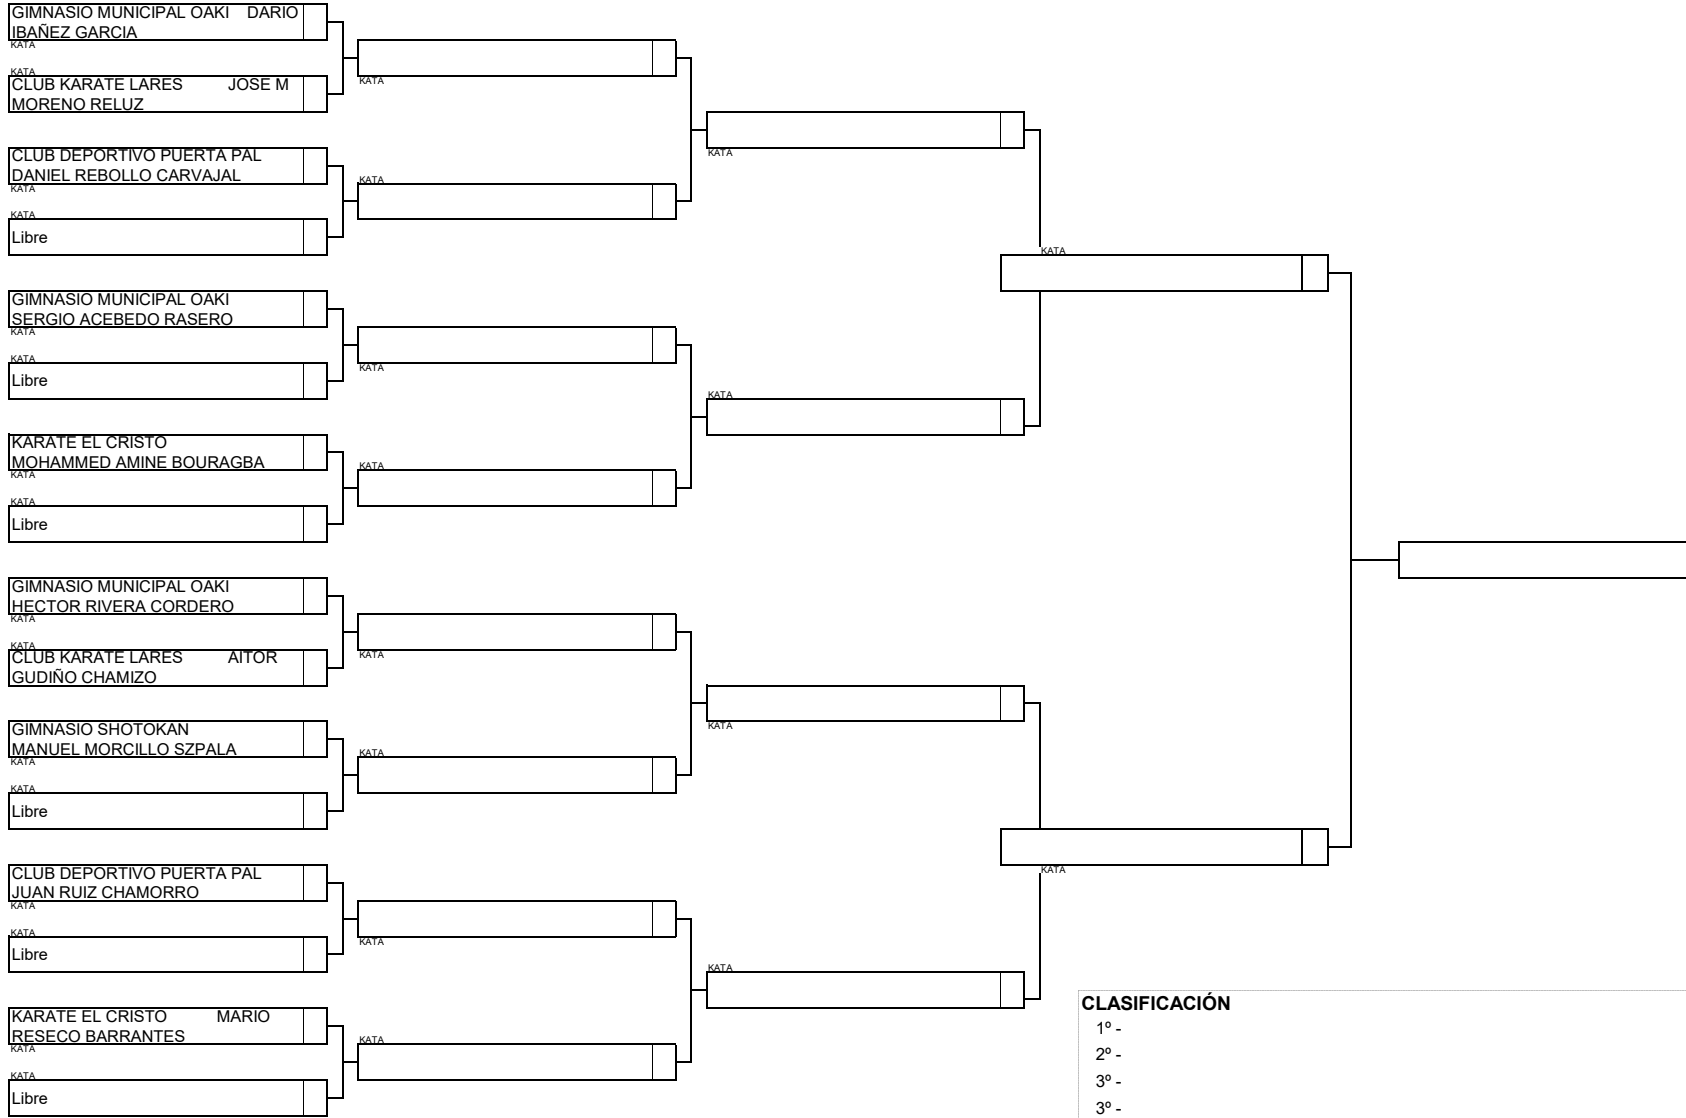 GIMNASIO MUNICIPAL OAKI DARIO
IBAÑEZ GARCIA
KATA
KATA
CLUB KARATE LARES JOSE M
MORENO RELUZ
CLUB DEPORTIVO PUERTA PAL
DANIEL REBOLLO CARVAJAL
KATA
KATA
Libre
GIMNASIO MUNICIPAL OAKI
SERGIO ACEBEDO RASERO
KATA
KATA
Libre
KARATE EL CRISTO
MOHAMMED AMINE BOURAGBA
KATA
KATA
Libre
GIMNASIO MUNICIPAL OAKI
HECTOR RIVERA CORDERO
KATA
KATA
CLUB KARATE LARES AITOR
GUDIÑO CHAMIZO
GIMNASIO SHOTOKAN
MANUEL MORCILLO SZPALA
KATA
KATA
Libre
CLUB DEPORTIVO PUERTA PAL
JUAN RUIZ CHAMORRO
KATA
KATA
Libre
KARATE EL CRISTO MARIO
RESECO BARRANTES
KATA
KATA
Libre
KATA
KATA
KATA
KATA
KATA
KATA
KATA
KATA
KATA
KATA
KATA
KATA
KATA
KATA
CLASIFICACIÓN
1º -
2º -
3º -
3º -